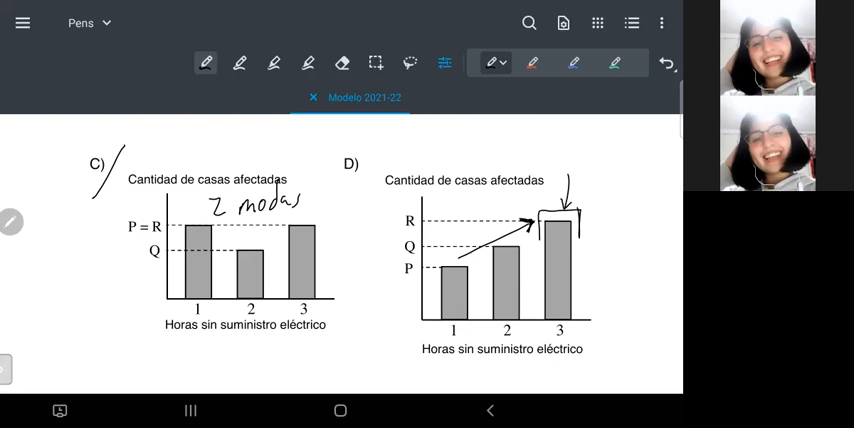 Pens
Modelo 2021-22
C)
Cantidad de casas afectadas
2 modas
P = R
Q
1 2 3
Horas sin suministro eléctrico
D)
Cantidad de casas afectadas
R
Q
P
1 2 3
Horas sin suministro eléctrico